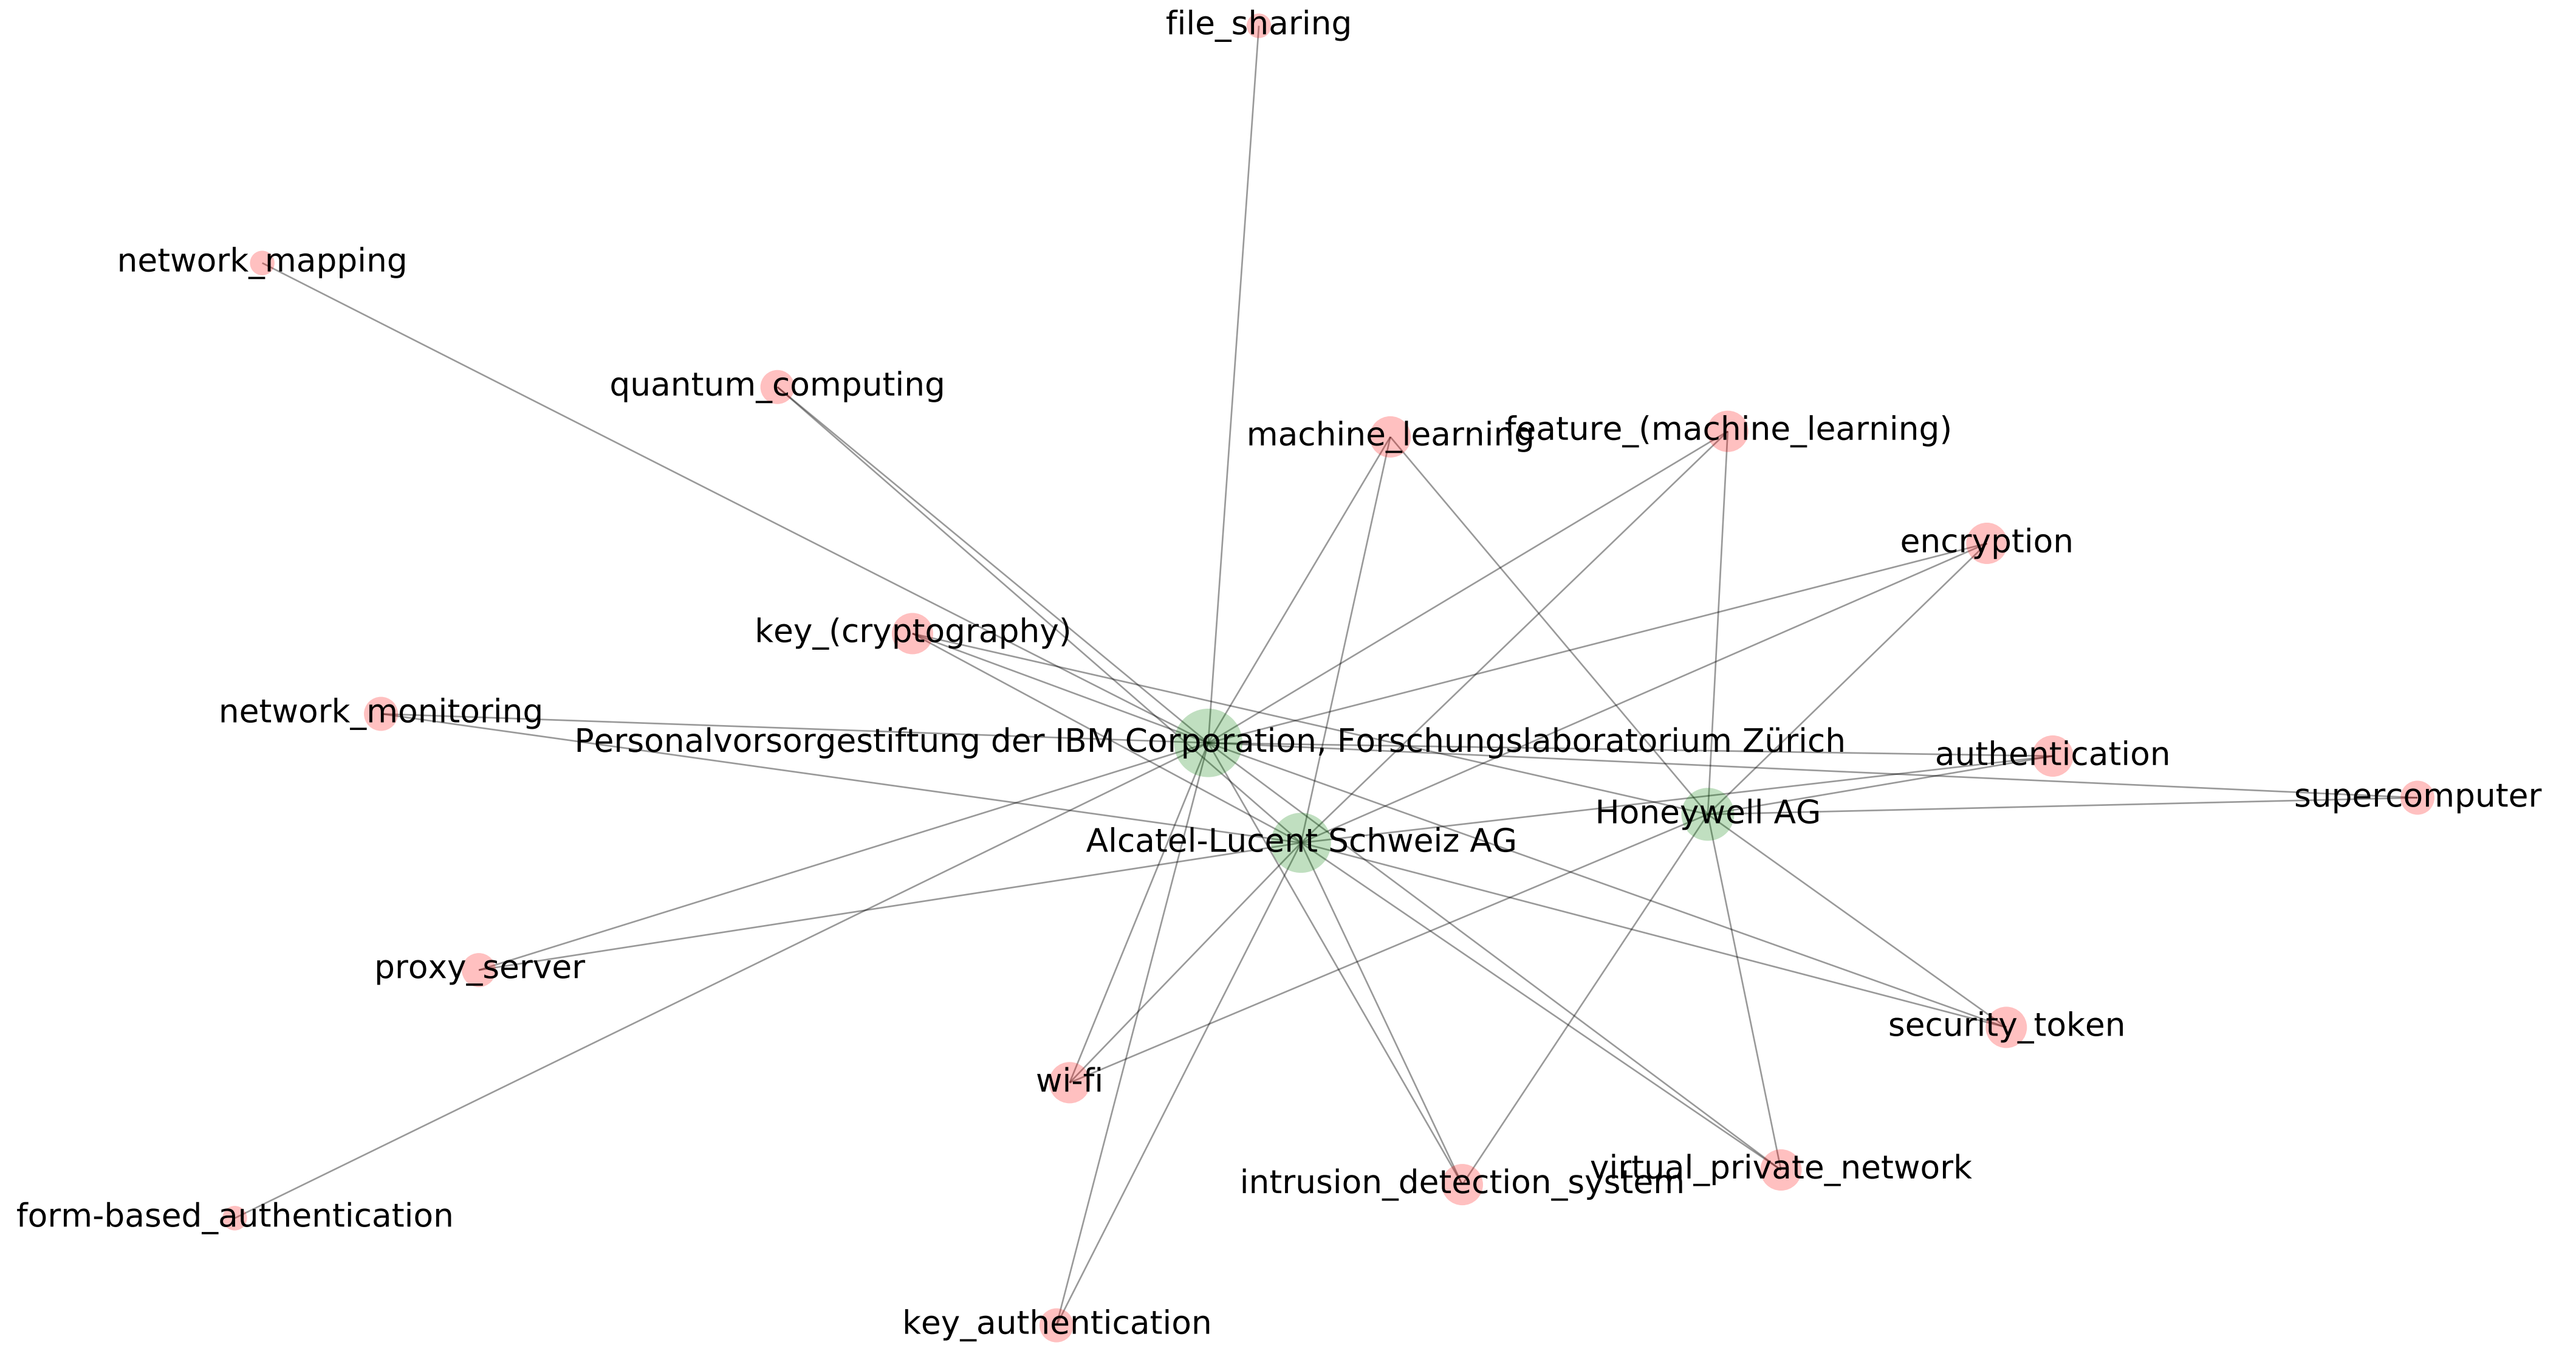 file_sharing
network_mapping
quantum_computing
machine_learning
feature_(machine_learning)
encryption
key_(cryptography)
network_monitoring
Personalvorsorgestiftung der IBM Corporation, Forschungslaboratorium Zürich
authentication
supercomputer
Honeywell AG
Alcatel-Lucent Schweiz AG
proxy_server
security_token
wi-fi
virtual_private_network
intrusion_detection_system
form-based_authentication
key_authentication